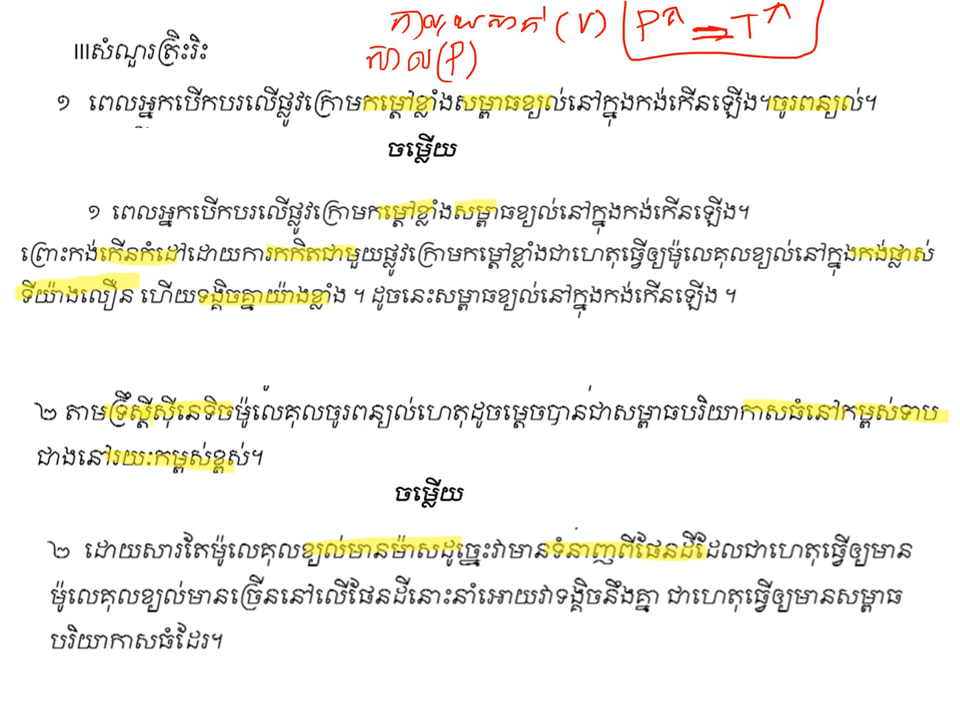 (V) P^ ⇒ T^
(P)
IIIសំណួរត្រិះរិះ
១ ពេលអ្នកបើកបរលើផ្លូវក្រោមកម្តៅខ្លាំងសម្ពាធខ្យល់នៅក្នុងកង់កើនឡើង។ចូរពន្យល់។
ចម្លើយ
១ ពេលអ្នកបើកបរលើផ្លូវក្រោមកម្តៅខ្លាំងសម្ពាធខ្យល់នៅក្នុងកង់កើនឡើង។
ព្រោះកង់កើនកំដៅដោយការកកិតជាមួយផ្លូវក្រោមកម្តៅខ្លាំងជាហេតុធ្វើឲ្យម៉ូលេគុលខ្យល់នៅក្នុងកង់ផ្លាស់
ទីយ៉ាងលឿន ហើយទង្គិចគ្នាយ៉ាងខ្លាំង ។ ដូចនេះសម្ពាធខ្យល់នៅក្នុងកង់កើនឡើង ។
២ តាមទ្រឹស្តីស៊ីនេទិចម៉ូលេគុលចូរពន្យល់ហេតុដូចម្តេចបានជាសម្ពាធបរិយាកាសធំនៅកម្ពស់ទាប
ជាងនៅរយៈកម្ពស់ខ្ពស់។
ចម្លើយ
២ ដោយសារតែម៉ូលេគុលខ្យល់មានម៉ាសដូច្នេះវាមានទំនាញពីផែនដីដែលជាហេតុធ្វើឲ្យមាន
ម៉ូលេគុលខ្យល់មានច្រើននៅលើផែនដីនោះនាំអោយវាទង្គិចនឹងគ្នា ជាហេតុធ្វើឲ្យមានសម្ពាធ
បរិយាកាសធំដែរ។